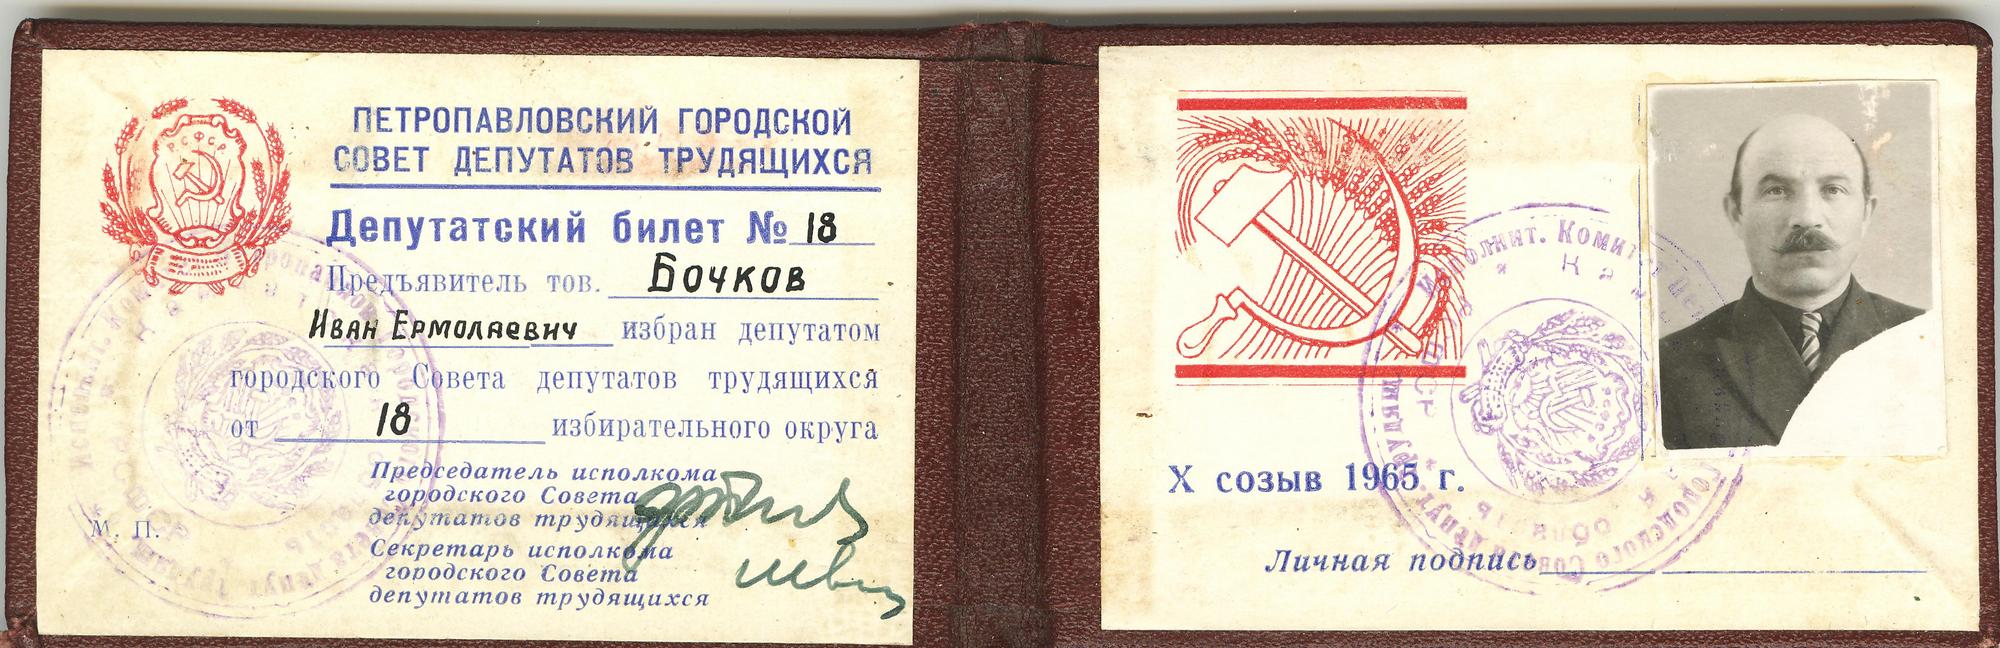 РСФСР
ПЕТРОПАВЛОВСКИЙ ГОРОДСКОЙ
СОВЕТ ДЕПУТАТОВ ТРУДЯЩИХСЯ
Депутатский билет № 18
Предъявитель тов. Бочков
Иван Ермолаевич избран депутатом
городского Совета депутатов трудящихся
от 18 избирательного округа
Председатель исполкома
городского Совета
депутатов трудящихся
М. П.
Секретарь исполкома
городского Совета
депутатов трудящихся
X созыв 1965 г.
Личная подпись